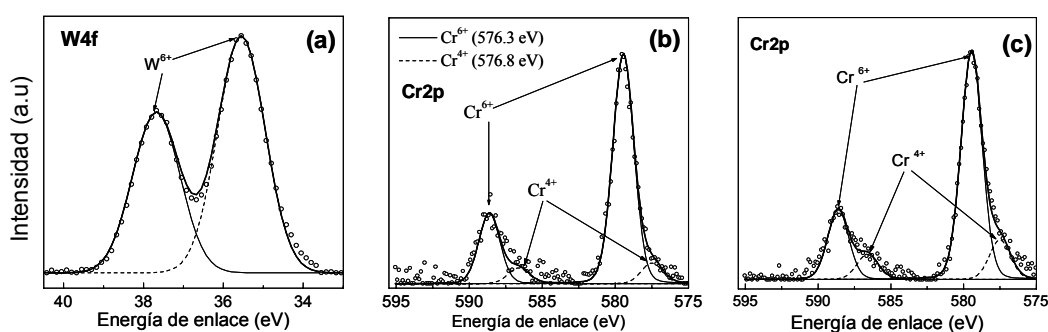 Intensidad (a.u)
W4f
(a)
W6+
40 38 36 34
Energía de enlace (eV)
Cr6+ (576.3 eV)
Cr4+ (576.8 eV)
(b)
Cr2p
Cr6+
Cr4+
595 590 585 580 575
Energía de enlace (eV)
Cr2p
(c)
Cr 6+
Cr 4+
595 590 585 580 575
Energía de enlace (eV)